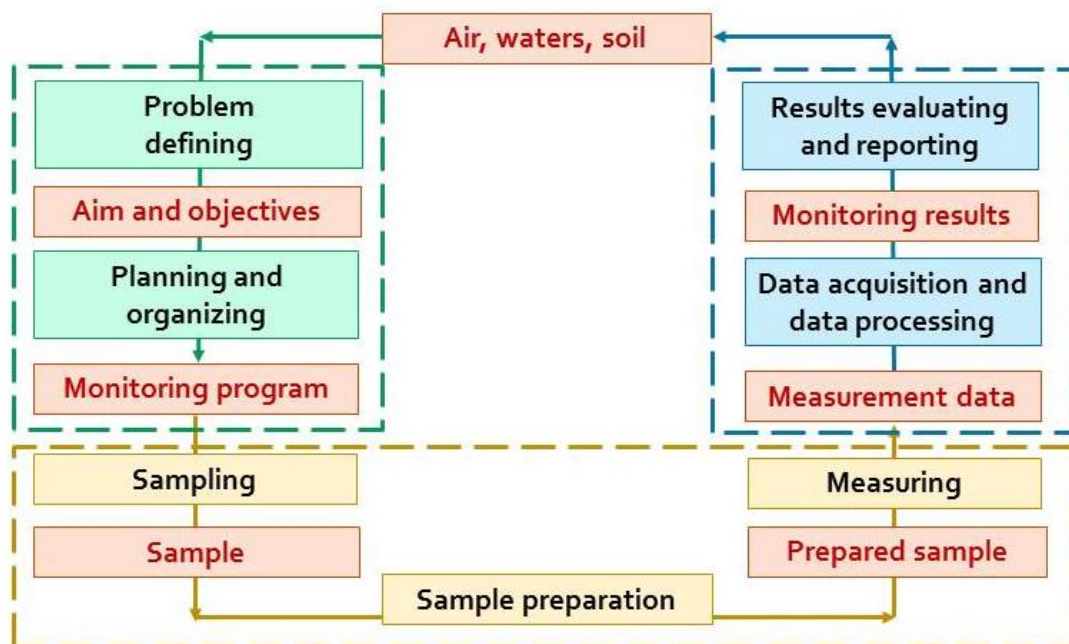 Air, waters, soil
Problem
defining
Aim and objectives
Planning and
organizing
Monitoring program
Sampling
Sample
Sample preparation
Prepared sample
Measuring
Measurement data
Data acquisition and
data processing
Monitoring results
Results evaluating
and reporting